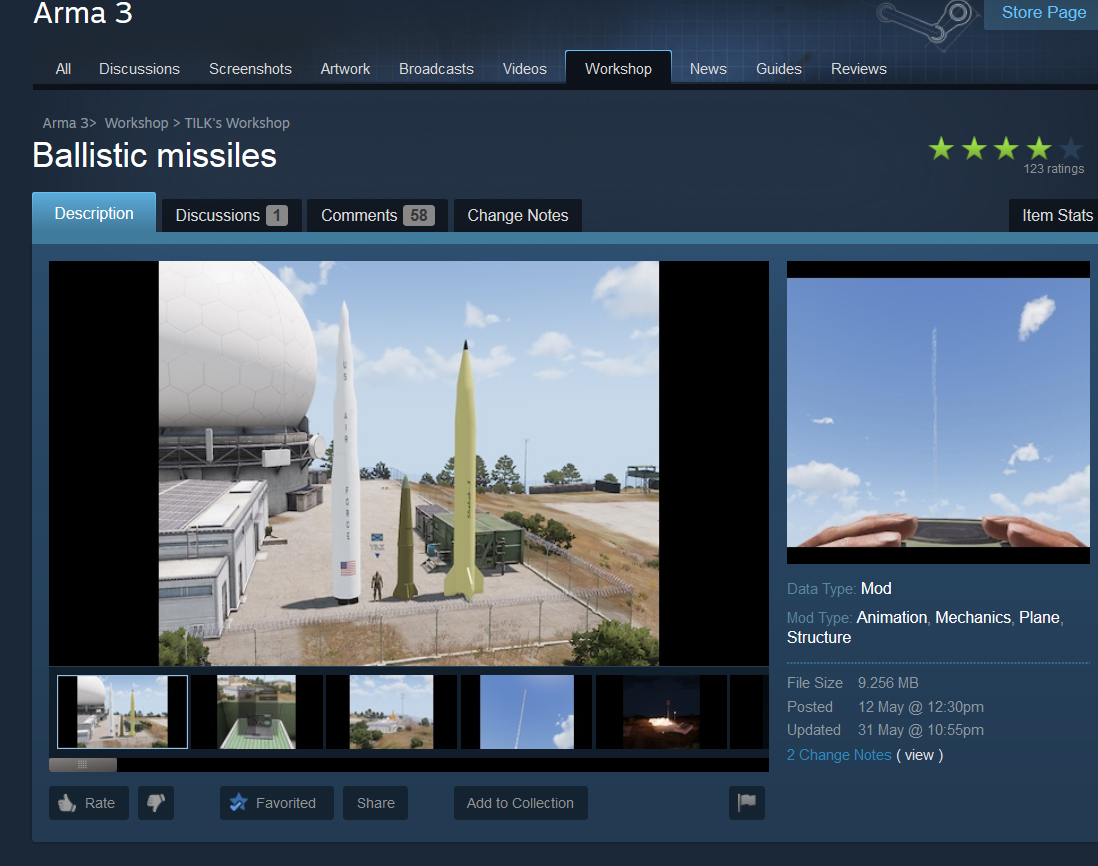 Arma 3
Store Page
All Discussions Screenshots Artwork Broadcasts Videos Workshop News Guides Reviews
Arma 3> Workshop > TILK's Workshop
Ballistic missiles
123 ratings
Description Discussions 1 Comments 58 Change Notes Item Stats
US AIR FORCE
Data Type: Mod
Mod Type: Animation, Mechanics, Plane,
Structure
File Size 9.256 MB
Posted 12 May @ 12:30pm
Updated 31 May @ 10:55pm
2 Change Notes ( view )
Rate Favorited Share Add to Collection